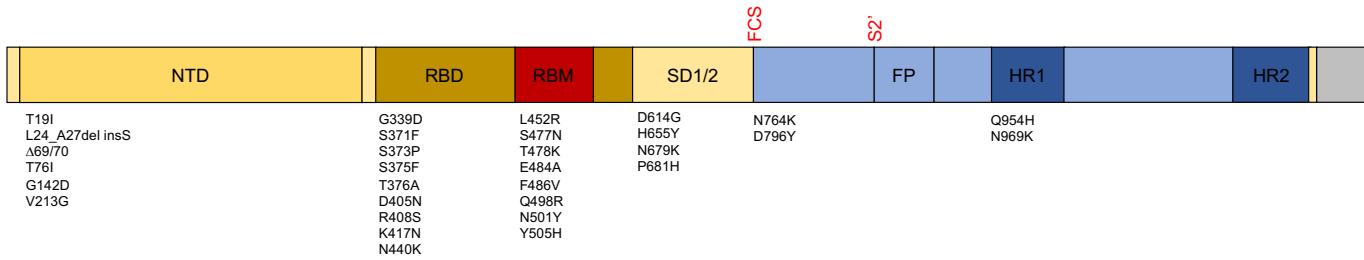 FCS
S2'
NTD
RBD
RBM
SD1/2
FP
HR1
HR2
T19I
L24_A27del insS
Δ69/70
T76I
G142D
V213G
G339D
S371F
S373P
S375F
T376A
D405N
R408S
K417N
N440K
L452R
S477N
T478K
E484A
F486V
Q498R
N501Y
Y505H
D614G
H655Y
N679K
P681H
N764K
D796Y
Q954H
N969K